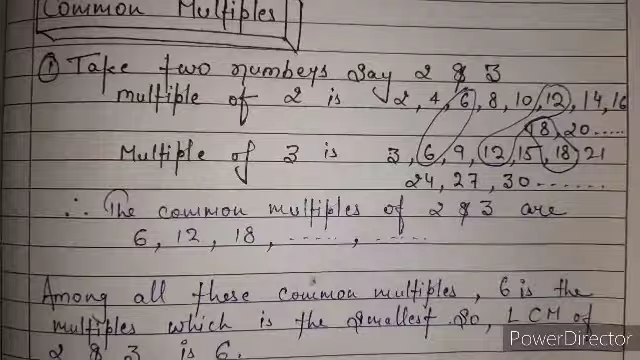 Common Multiples
① Take two numbers say 2 & 3
multiple of 2 is 2, 4, 6, 8, 10, 12, 14, 16
18, 20.....
Multiple of 3 is 3, 6, 9, 12, 15, 18, 21
24, 27, 30.......
∴ The common multiples of 2 & 3 are
6, 12, 18, ......, ......
Among all these common multiples, 6 is the
multiples which is the smallest. So, LCM of
2 & 3 is 6.
PowerDirector